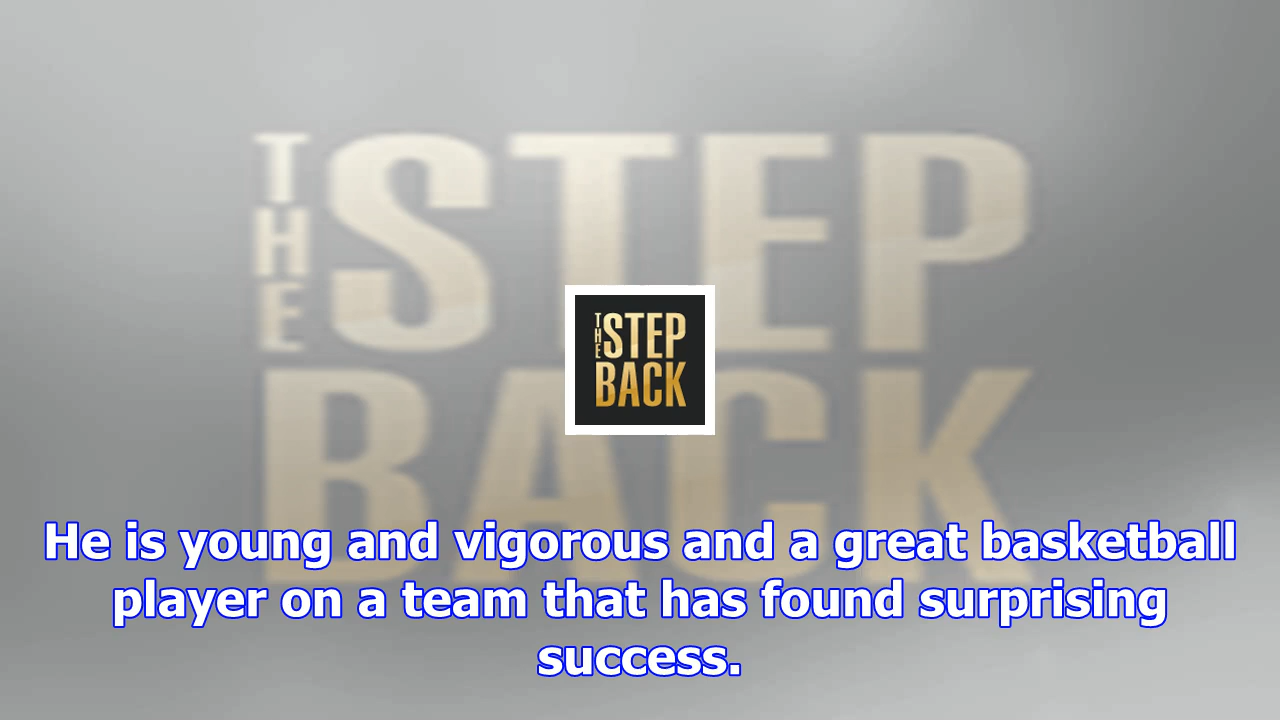 THE
STEP
BACK
THE
STEP
BACK
He is young and vigorous and a great basketball
player on a team that has found surprising
success.